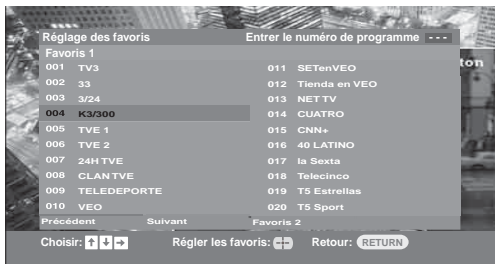 Réglage des favoris Entrer le numéro de programme ---
Favoris 1
001 TV3
002 33
003 3/24
004 K3/300
005 TVE 1
006 TVE 2
007 24H TVE
008 CLAN TVE
009 TELEDEPORTE
010 VEO
011 SETenVEO
012 Tienda en VEO
013 NET TV
014 CUATRO
015 CNN+
016 40 LATINO
017 la Sexta
018 Telecinco
019 T5 Estrellas
020 T5 Sport
Précédent Suivant Favoris 2
Choisir: Régler les favoris: Retour: RETURN
ton